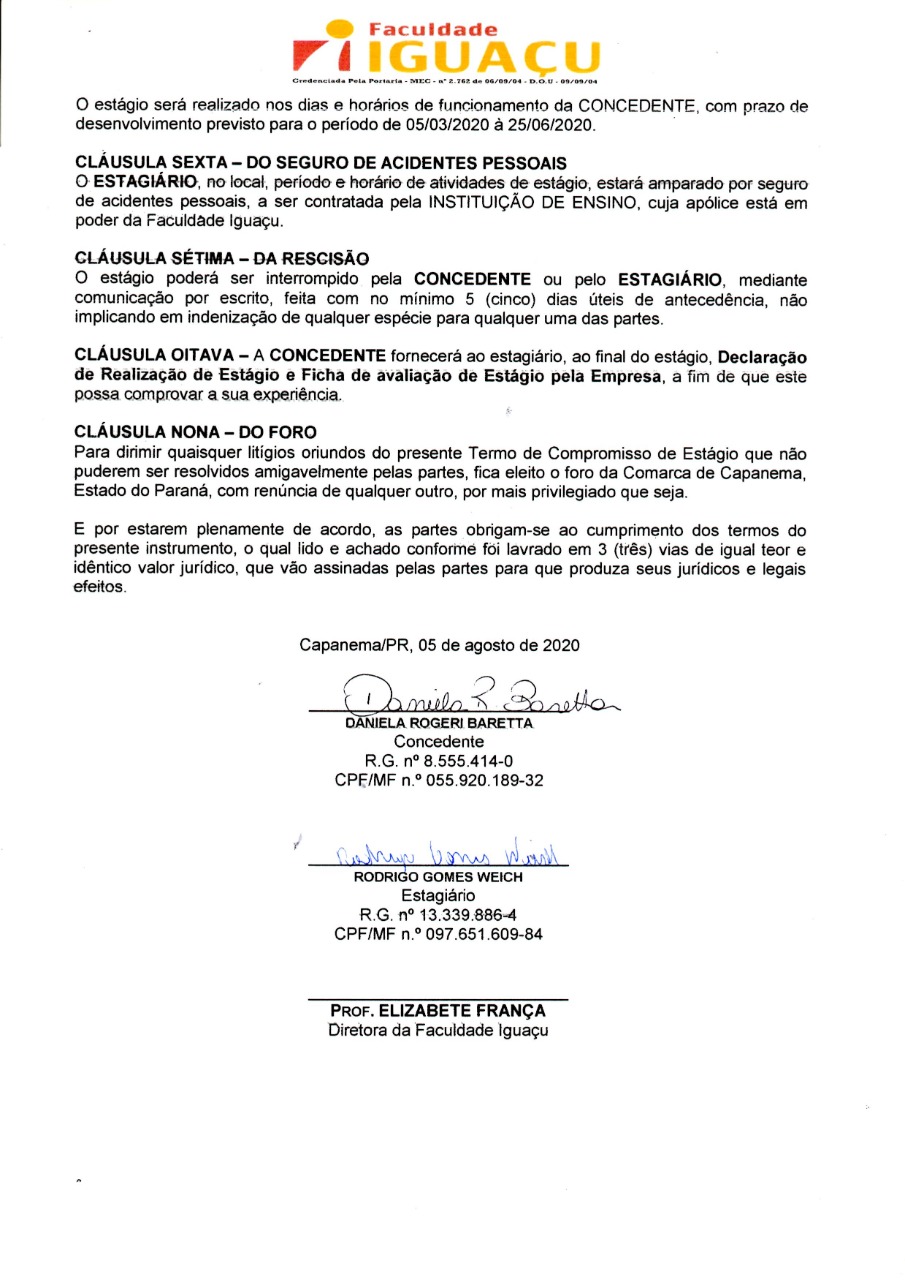 Faculdade
IGUAÇU
Credenciada Pela Portaria - MEC - nº 2.762 de 06/09/04 - D.O.U - 09/09/04
O estágio será realizado nos dias e horários de funcionamento da CONCEDENTE, com prazo de
desenvolvimento previsto para o período de 05/03/2020 à 25/06/2020.
CLÁUSULA SEXTA – DO SEGURO DE ACIDENTES PESSOAIS
O ESTAGIÁRIO, no local, período e horário de atividades de estágio, estará amparado por seguro
de acidentes pessoais, a ser contratada pela INSTITUIÇÃO DE ENSINO, cuja apólice está em
poder da Faculdade Iguaçu.
CLÁUSULA SÉTIMA – DA RESCISÃO
O estágio poderá ser interrompido pela CONCEDENTE ou pelo ESTAGIÁRIO, mediante
comunicação por escrito, feita com no mínimo 5 (cinco) dias úteis de antecedência, não
implicando em indenização de qualquer espécie para qualquer uma das partes.
CLÁUSULA OITAVA – A CONCEDENTE fornecerá ao estagiário, ao final do estágio, Declaração
de Realização de Estágio e Ficha de avaliação de Estágio pela Empresa, a fim de que este
possa comprovar a sua experiência.
CLÁUSULA NONA – DO FORO
Para dirimir quaisquer litígios oriundos do presente Termo de Compromisso de Estágio que não
puderem ser resolvidos amigavelmente pelas partes, fica eleito o foro da Comarca de Capanema,
Estado do Paraná, com renúncia de qualquer outro, por mais privilegiado que seja.
E por estarem plenamente de acordo, as partes obrigam-se ao cumprimento dos termos do
presente instrumento, o qual lido e achado conforme foi lavrado em 3 (três) vias de igual teor e
idêntico valor jurídico, que vão assinadas pelas partes para que produza seus jurídicos e legais
efeitos.
Capanema/PR, 05 de agosto de 2020
Daniela R. Baretta
DANIELA ROGERI BARETTA
Concedente
R.G. nº 8.555.414-0
CPF/MF n.º 055.920.189-32
Rodrigo Gomes Weich
RODRIGO GOMES WEICH
Estagiário
R.G. nº 13.339.886-4
CPF/MF n.º 097.651.609-84
PROF. ELIZABETE FRANÇA
Diretora da Faculdade Iguaçu